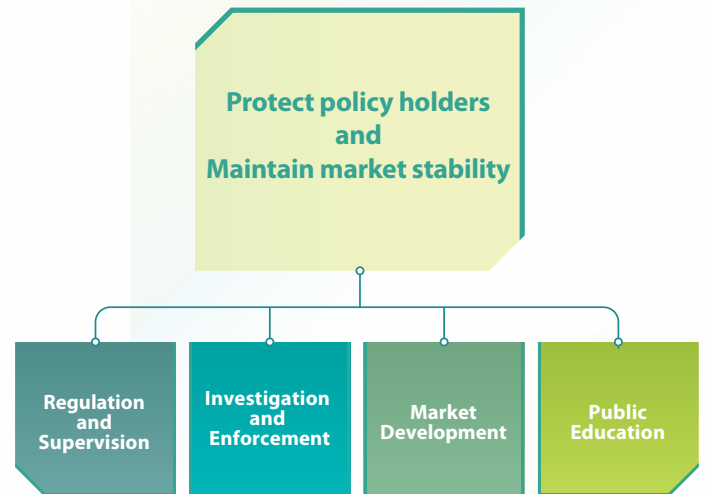 Protect policy holders
and
Maintain market stability
Regulation
and
Supervision
Investigation
and
Enforcement
Market
Development
Public
Education